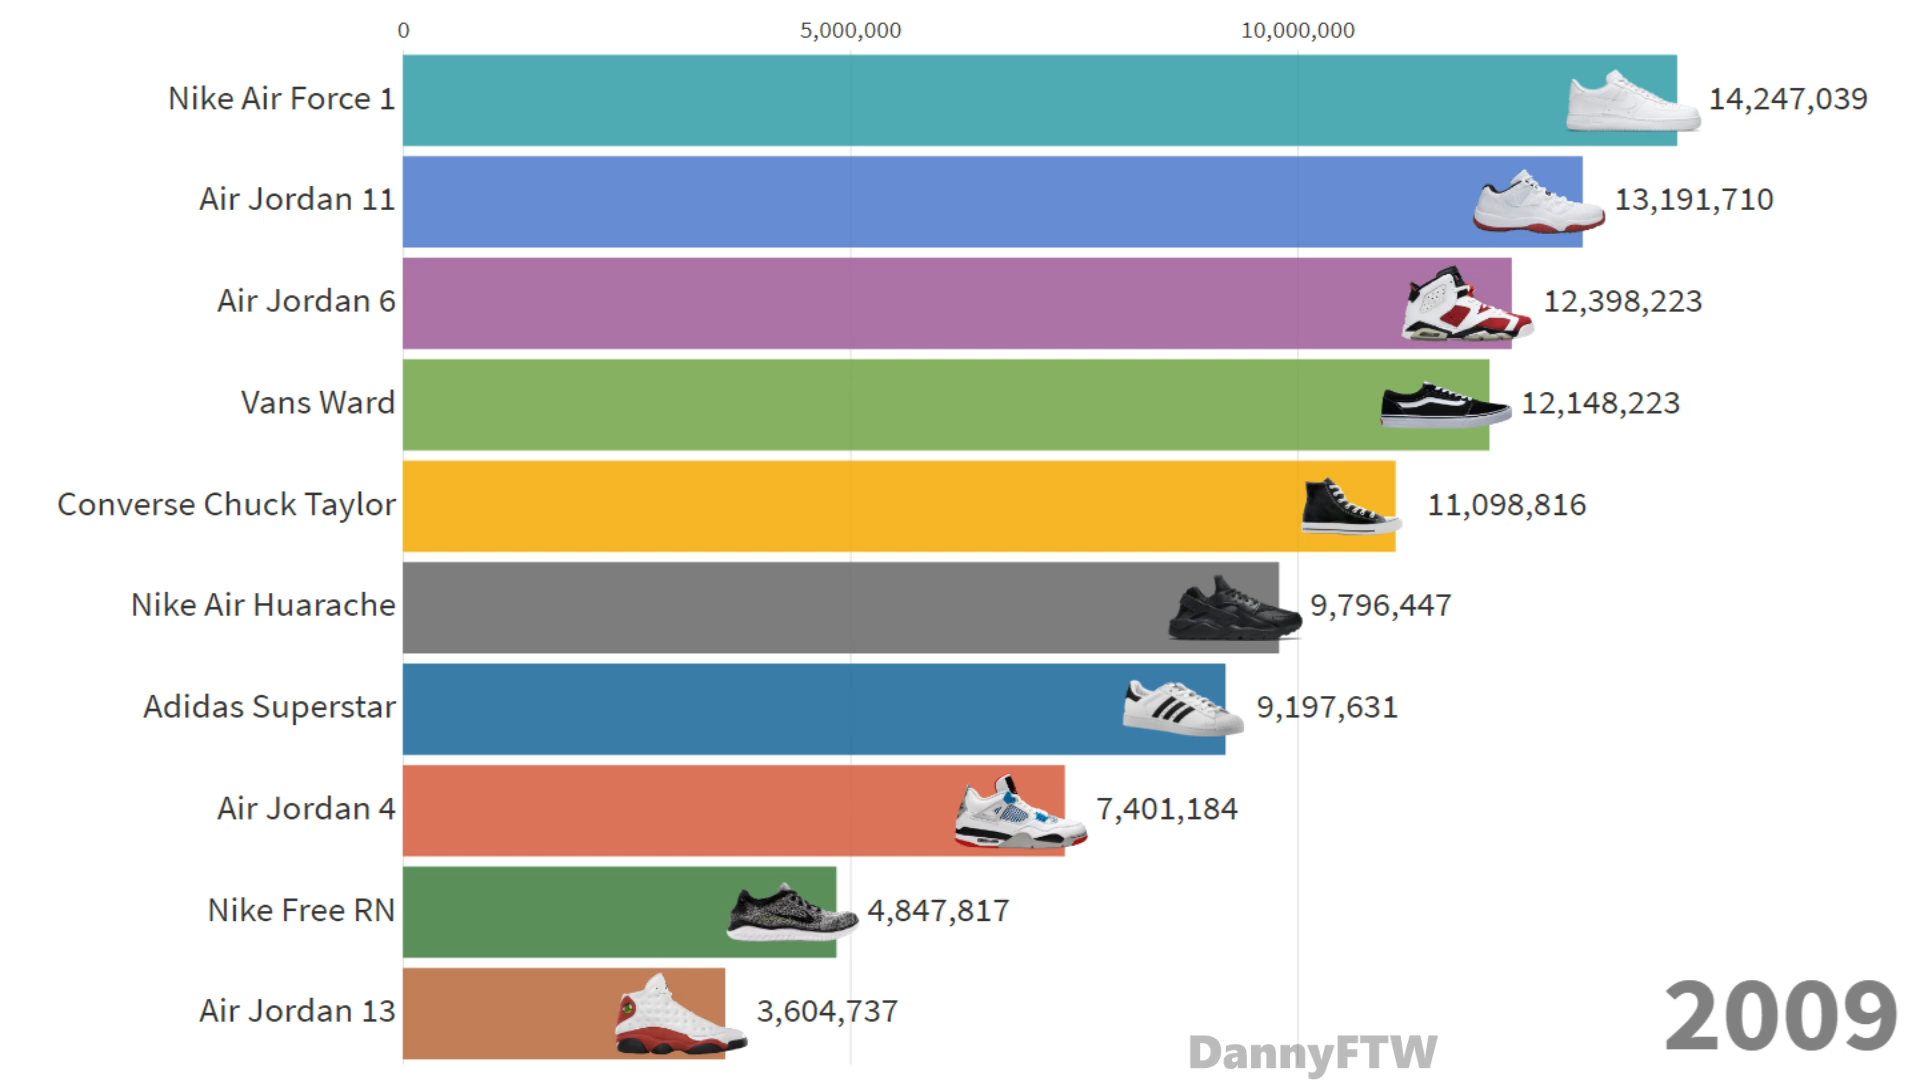 0 5,000,000 10,000,000
Nike Air Force 1 14,247,039
Air Jordan 11 13,191,710
Air Jordan 6 12,398,223
Vans Ward 12,148,223
Converse Chuck Taylor 11,098,816
Nike Air Huarache 9,796,447
Adidas Superstar 9,197,631
Air Jordan 4 7,401,184
Nike Free RN 4,847,817
Air Jordan 13 3,604,737
2009
DannyFTW